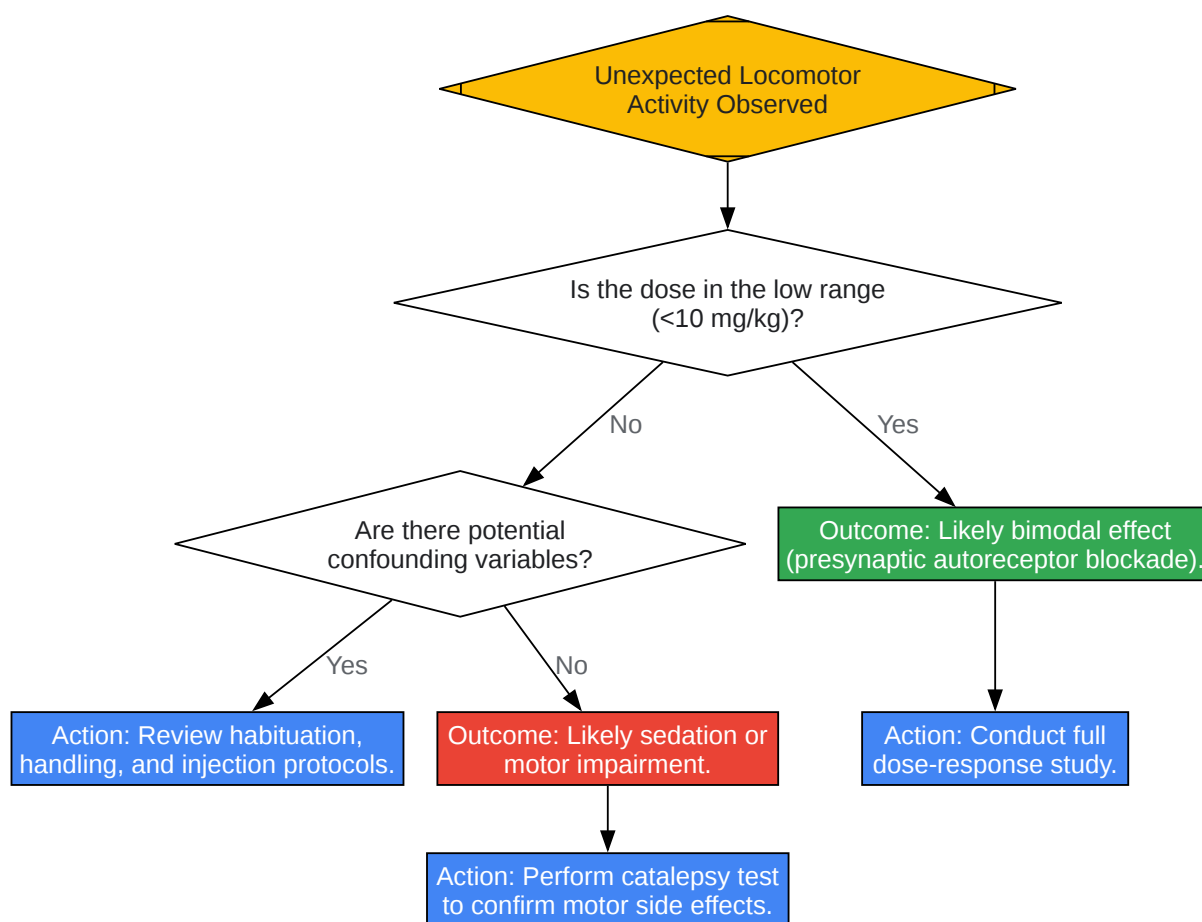 Unexpected Locomotor
Activity Observed
Is the dose in the low range
(<10 mg/kg)?
No
Yes
Are there potential
confounding variables?
Outcome: Likely bimodal effect
(presynaptic autoreceptor blockade).
Yes
No
Action: Review habituation,
handling, and injection protocols.
Outcome: Likely sedation or
motor impairment.
Action: Conduct full
dose-response study.
Action: Perform catalepsy test
to confirm motor side effects.